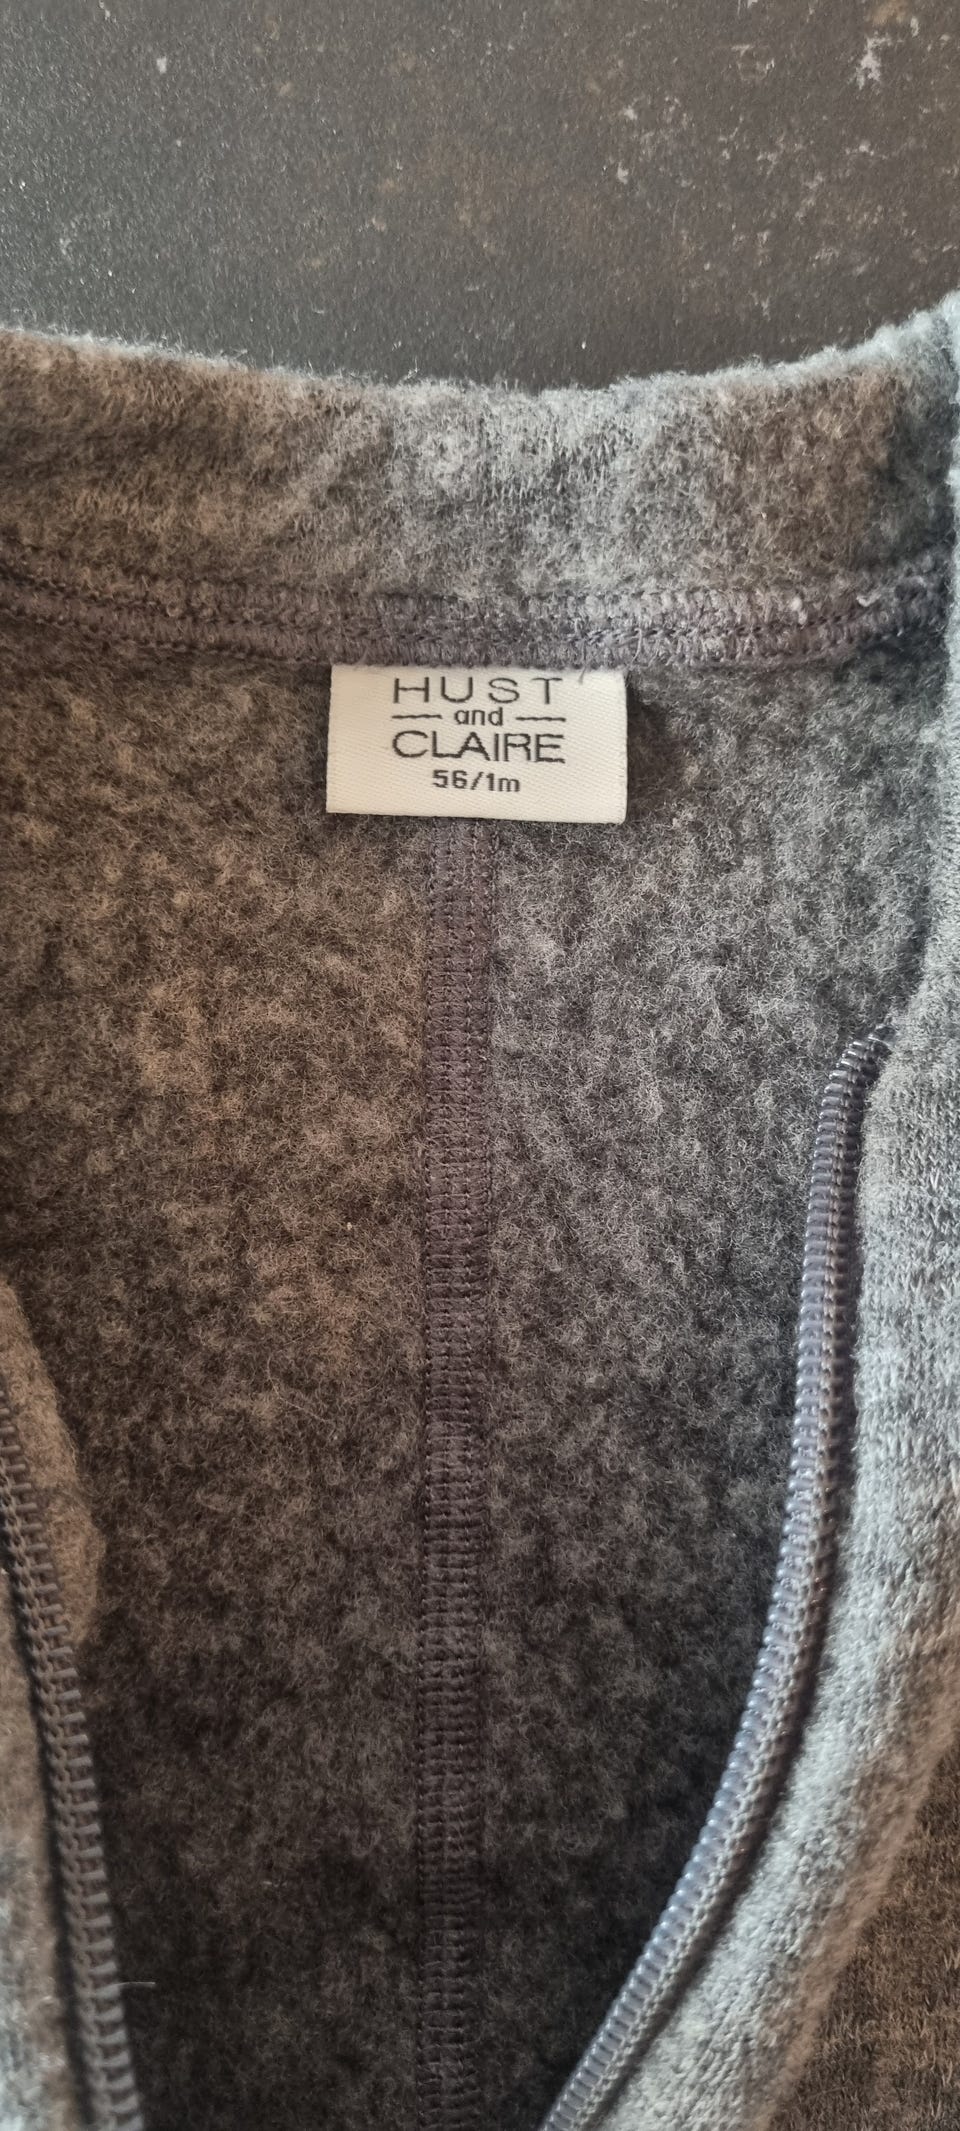 HUST
and
CLAIRE
56/1m